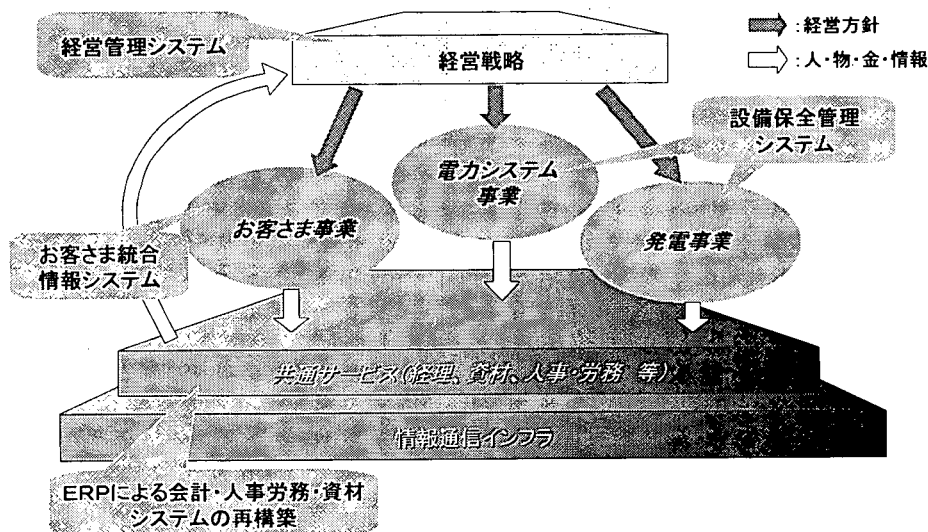 :経営方針
:人・物・金・情報
経営管理システム
経営戦略
設備保全管理
システム
電力システム
事業
お客さま事業
発電事業
お客さま統合
情報システム
共通サービス(経理、資材、人事・労務 等)
情報通信インフラ
ERPによる会計・人事労務・資材
システムの再構築